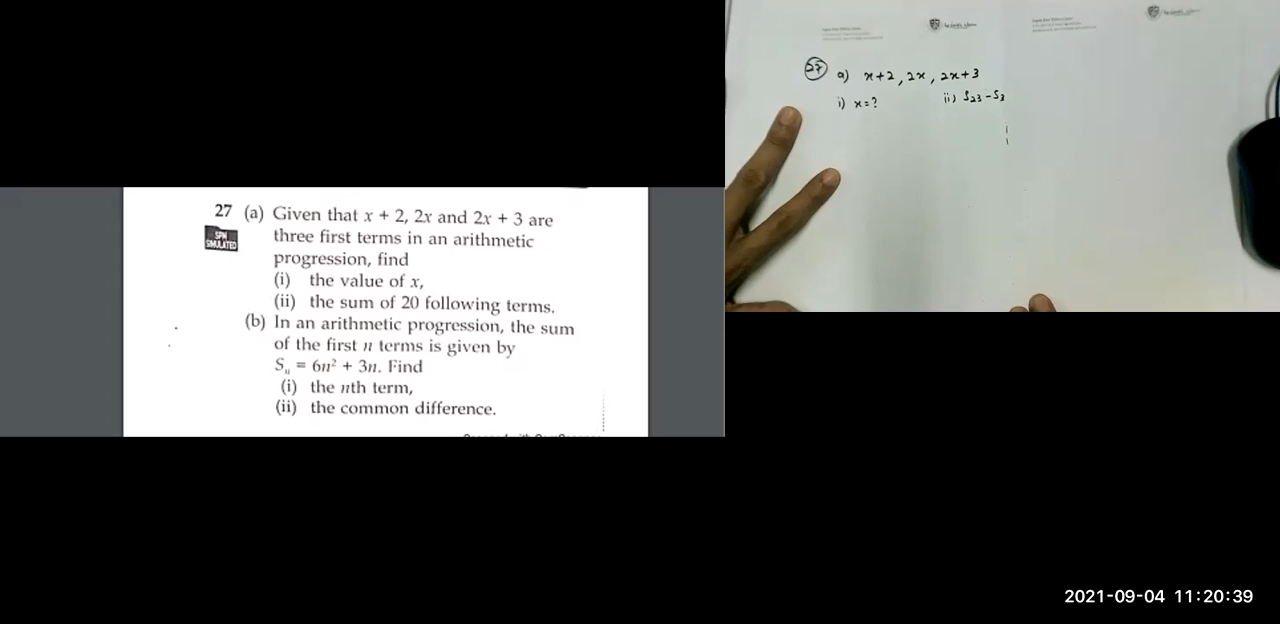 27 (a) Given that x + 2, 2x and 2x + 3 are
SPM
SIMULATED
three first terms in an arithmetic
progression, find
(i) the value of x,
(ii) the sum of 20 following terms.
(b) In an arithmetic progression, the sum
of the first n terms is given by
Sₙ = 6n² + 3n. Find
(i) the nth term,
(ii) the common difference.
27 a) x+2, 2x, 2x+3
i) x=? ii) S₂₃ - S₃
2021-09-04 11:20:39